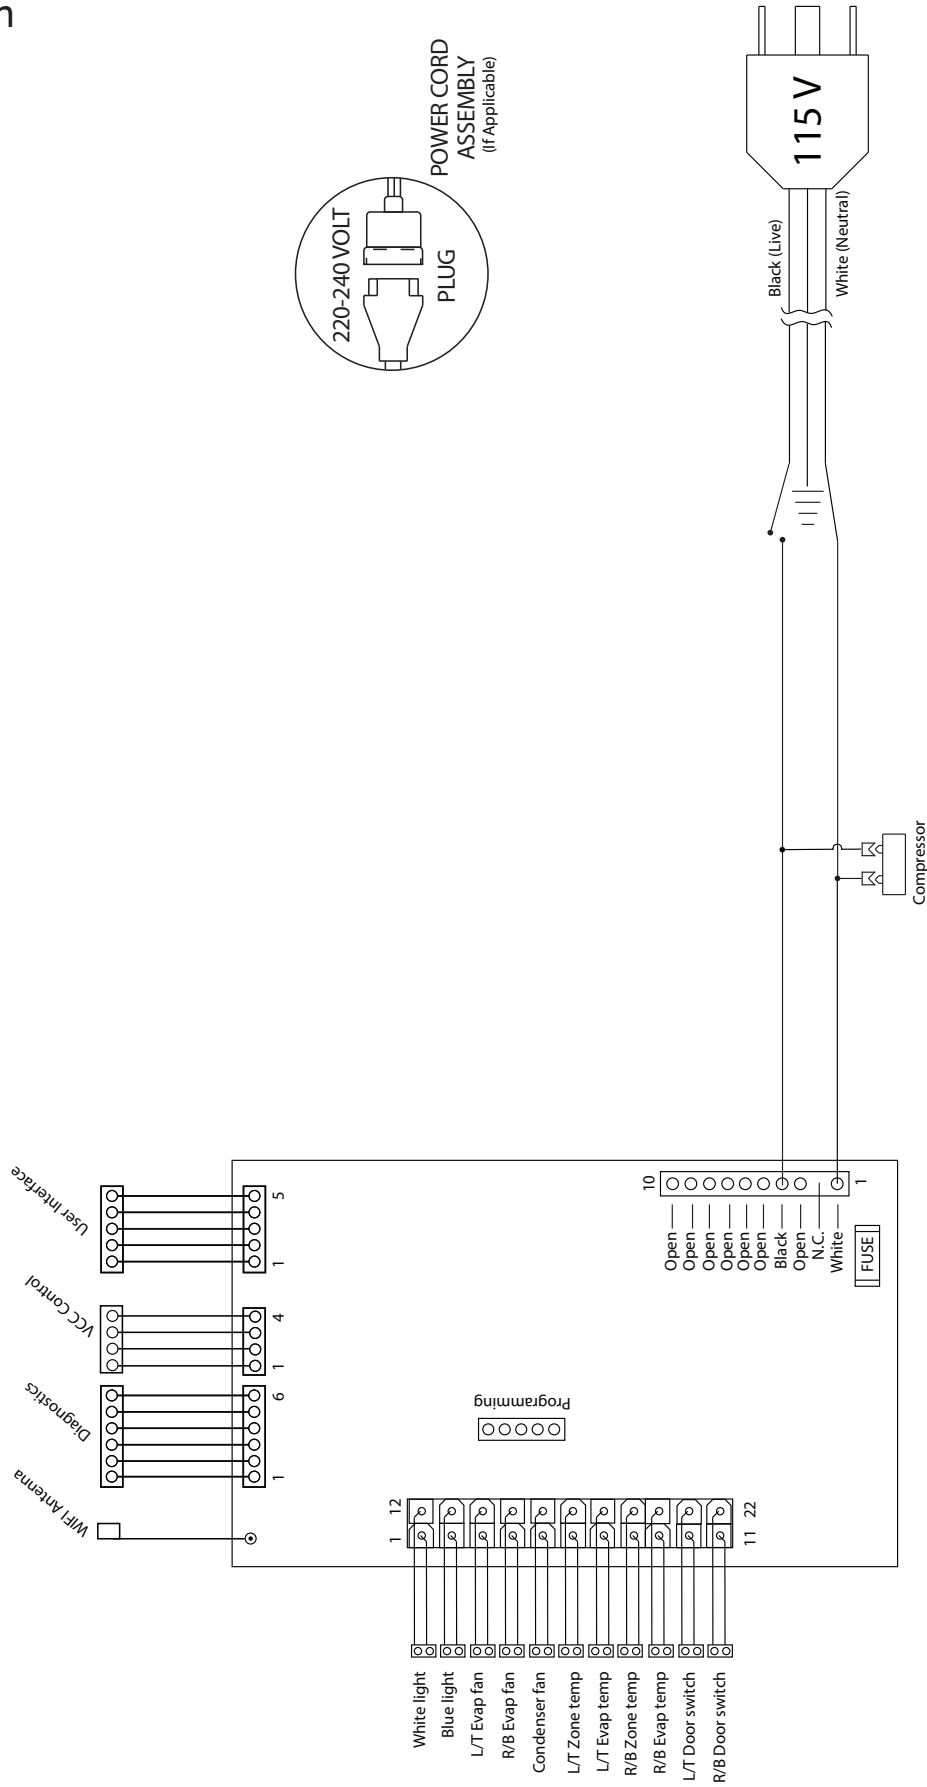 n
POWER CORD
ASSEMBLY
(If Applicable)
220-240 VOLT
PLUG
115 V
Black (Live)
White (Neutral)
Compressor
User Interface
5
1
VCC Control
4
1
Diagnostics
6
1
WIFI Antenna
10
1
Open
Open
Open
Open
Open
Open
Black
Open
N.C.
White
FUSE
Programming
12
1
22
11
White light
Blue light
L/T Evap fan
R/B Evap fan
Condenser fan
L/T Zone temp
L/T Evap temp
R/B Zone temp
R/B Evap temp
L/T Door switch
R/B Door switch